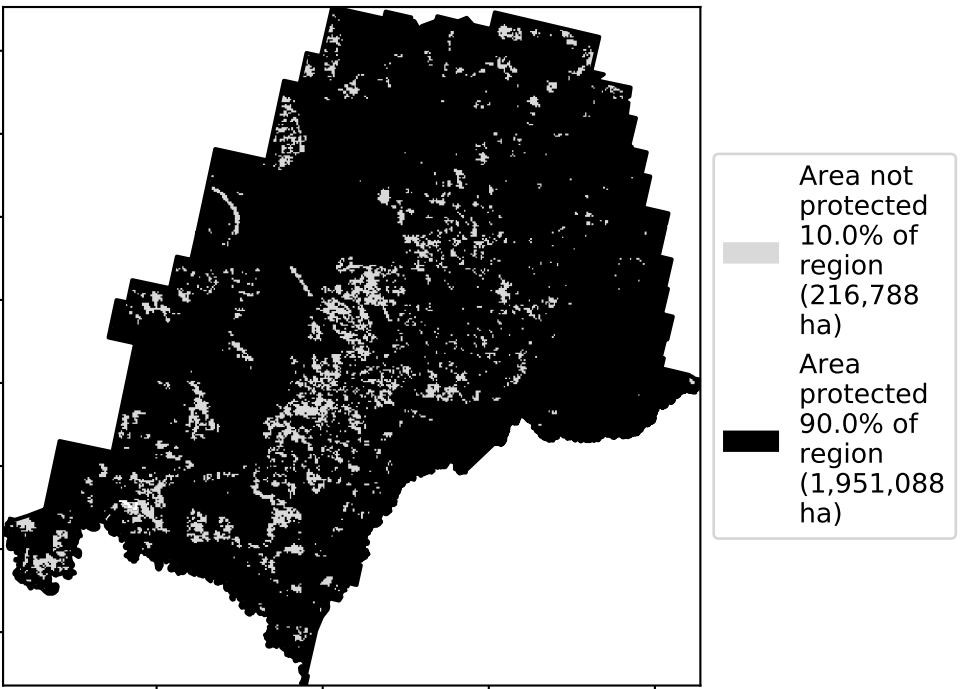 Area not
protected
10.0% of
region
(216,788
ha)
Area
protected
90.0% of
region
(1,951,088
ha)